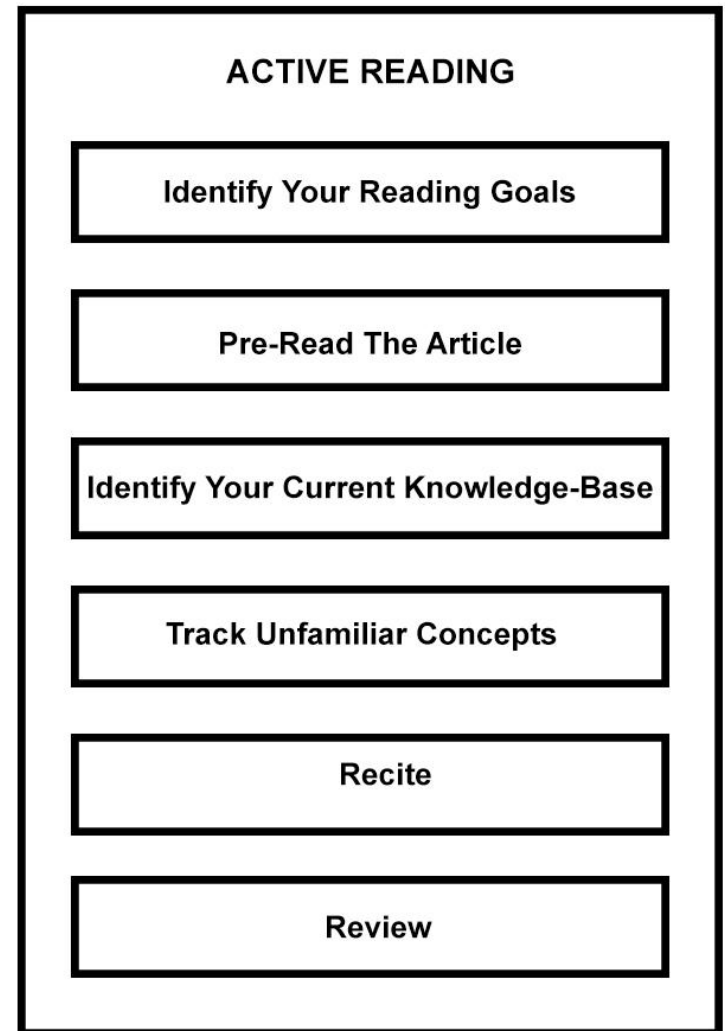 ACTIVE READING
Identify Your Reading Goals
Pre-Read The Article
Identify Your Current Knowledge-Base
Track Unfamiliar Concepts
Recite
Review